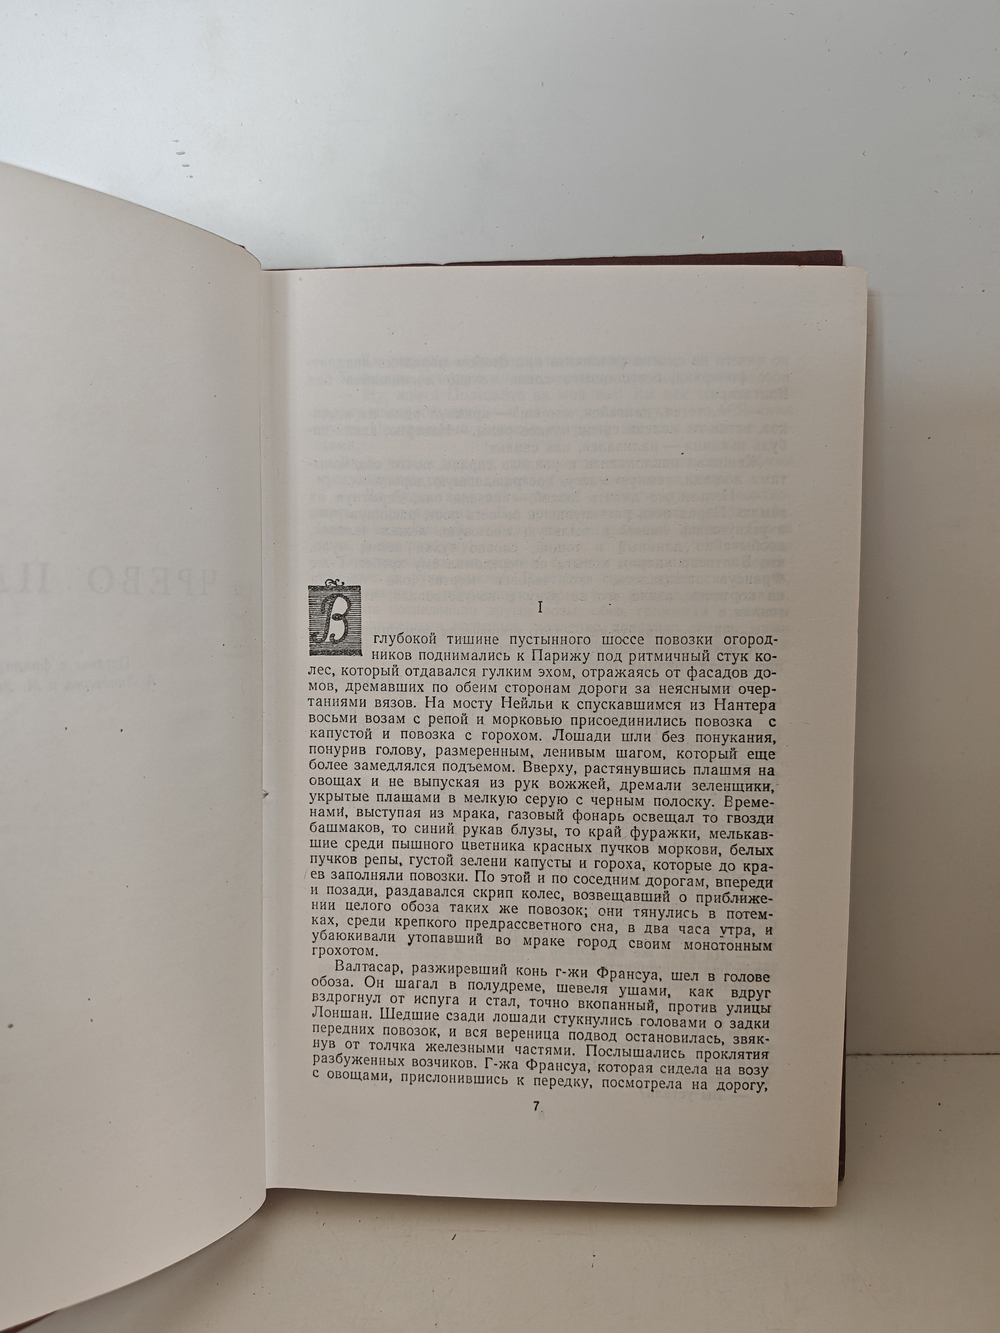 ЧРЕВО
I
В глубокой тишине пустынного шоссе повозки огород-
ников поднимались к Парижу под ритмичный стук ко-
лес, который отдавался гулким эхом, отражаясь от фасадов до-
мов, дремавших по обеим сторонам дороги за неясными очер-
таниями вязов. На мосту Нейльи к спускавшимся из Нантера
восьми возам с репой и морковью присоединились повозка с
капустой и повозка с горохом. Лошади шли без понукания,
понурив голову, размеренным, ленивым шагом, который еще
более замедлялся подъемом. Вверху, растянувшись плашмя на
овощах и не выпуская из рук вожжей, дремали зеленщики,
укрытые плащами в мелкую серую с черным полоску. Време-
нами, выступая из мрака, газовый фонарь освещал то гвозди
башмаков, то синий рукав блузы, то край фуражки, мелькав-
шие среди пышного цветника красных пучков моркови, белых
пучков репы, густой зелени капусты и гороха, которые до кра-
ев заполняли повозки. По этой и по соседним дорогам, впереди
и позади, раздавался скрип колес, возвещавший о приближе-
нии целого обоза таких же повозок; они тянулись в потем-
ках, среди крепкого предрассветного сна, в два часа утра, и
убаюкивали утопавший во мраке город своим монотонным
грохотом.
Валтасар, разжиревший конь г-жи Франсуа, шел в голове
обоза. Он шагал в полудреме, шевеля ушами, как вдруг
вздрогнул от испуга и стал, точно вкопанный, против улицы
Лоншан. Шедшие сзади лошади стукнулись головами о задки
передних повозок, и вся вереница подвод остановилась, звяк-
нув от толчка железными частями. Послышались проклятия
разбуженных возчиков. Г-жа Франсуа, которая сидела на возу
с овощами, прислонившись к передку, посмотрела на дорогу,
7